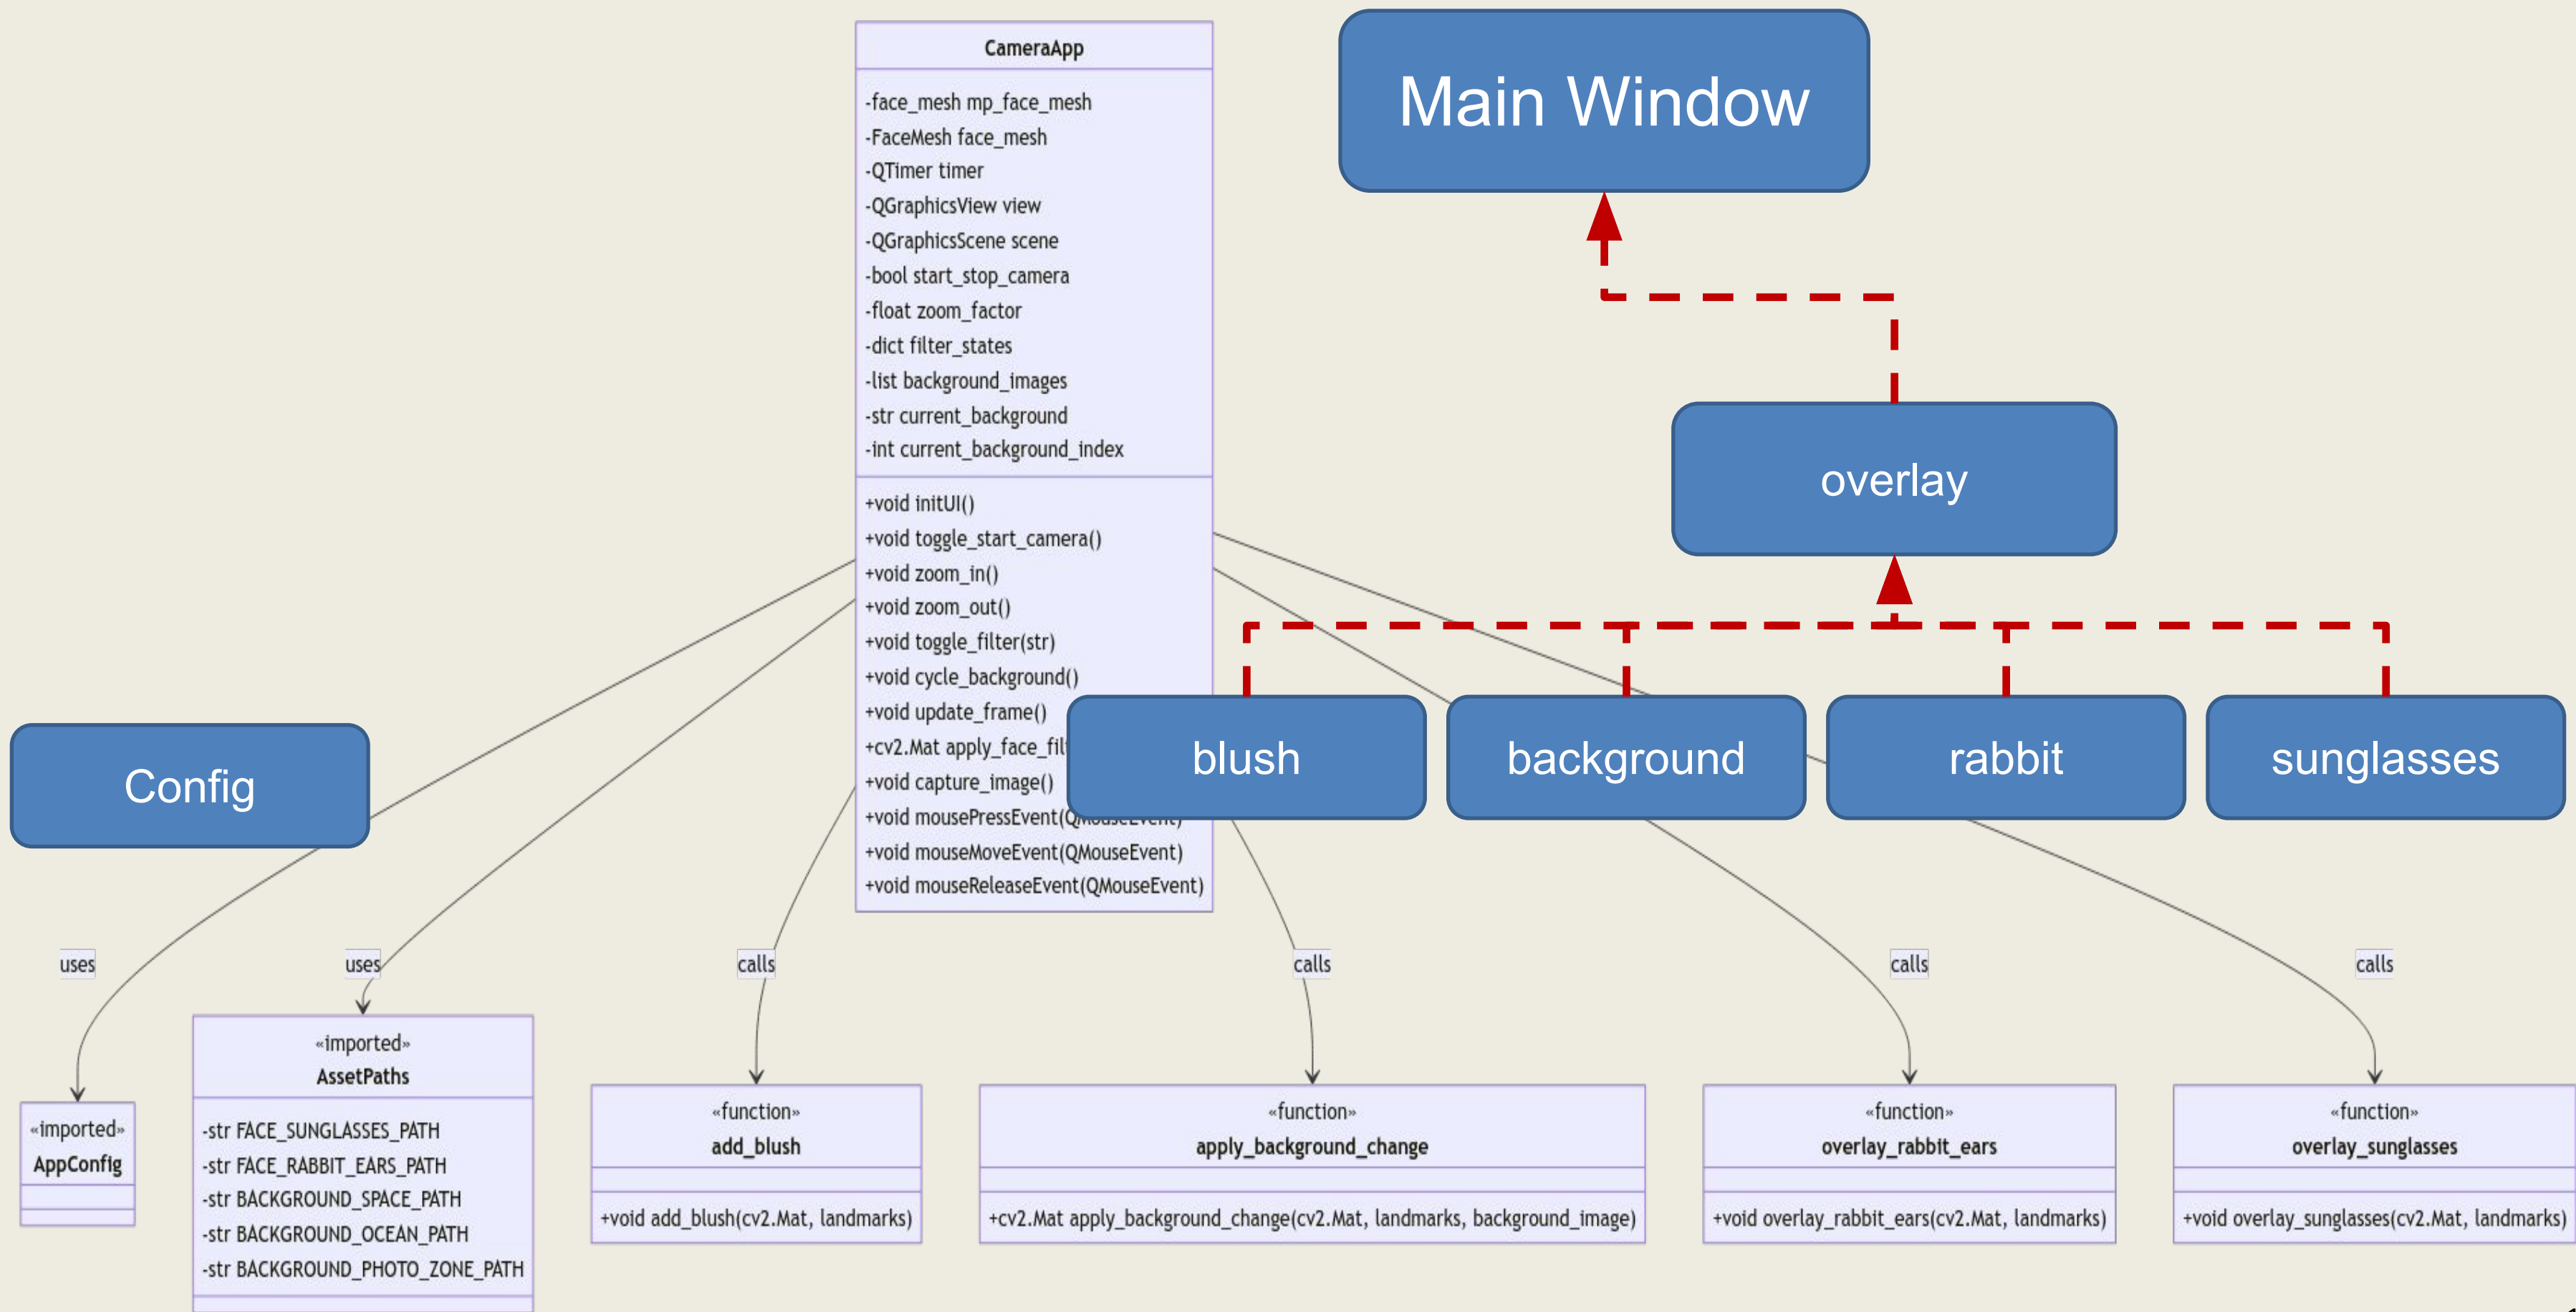 CameraApp
-face_mesh mp_face_mesh
-FaceMesh face_mesh
-QTimer timer
-QGraphicsView view
-QGraphicsScene scene
-bool start_stop_camera
-float zoom_factor
-dict filter_states
-list background_images
-str current_background
-int current_background_index
+void initUI()
+void toggle_start_camera()
+void zoom_in()
+void zoom_out()
+void toggle_filter(str)
+void cycle_background()
+void update_frame()
+cv2.Mat
+void capture_image()
+void mousePressEvent(QMouseEvent)
+void mouseMoveEvent(QMouseEvent)
+void mouseReleaseEvent(QMouseEvent)
Main Window
overlay
Config
blush
background
rabbit
sunglasses
uses
uses
calls
calls
calls
calls
«imported»
AppConfig
«imported»
AssetPaths
-str FACE_SUNGLASSES_PATH
-str FACE_RABBIT_EARS_PATH
-str BACKGROUND_SPACE_PATH
-str BACKGROUND_OCEAN_PATH
-str BACKGROUND_PHOTO_ZONE_PATH
«function»
add_blush
+void add_blush(cv2.Mat, landmarks)
«function»
apply_background_change
+cv2.Mat apply_background_change(cv2.Mat, landmarks, background_image)
«function»
overlay_rabbit_ears
+void overlay_rabbit_ears(cv2.Mat, landmarks)
«function»
overlay_sunglasses
+void overlay_sunglasses(cv2.Mat, landmarks)